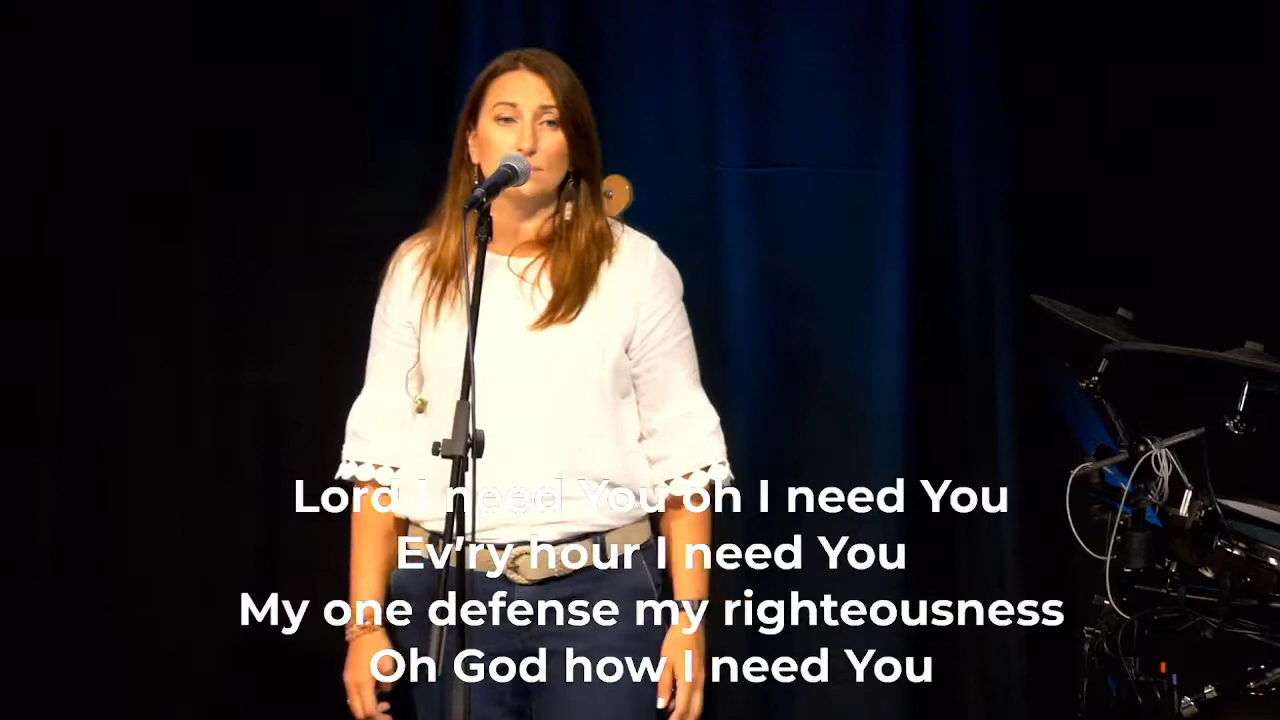 Lord I need You oh I need You
Ev'ry hour I need You
My one defense my righteousness
Oh God how I need You